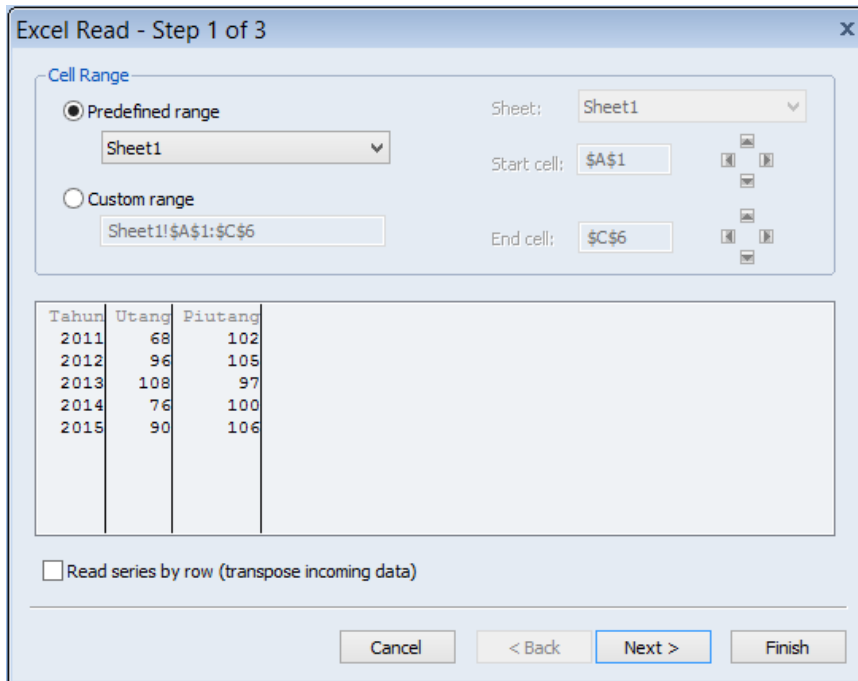 Excel Read - Step 1 of 3
x
Cell Range
Predefined range
Sheet1
Custom range
Sheet1!$A$1:$C$6
Sheet:
Sheet1
Start cell:
$A$1
End cell:
$C$6
Tahun Utang Piutang
2011 68 102
2012 96 105
2013 108 97
2014 76 100
2015 90 106
Read series by row (transpose incoming data)
Cancel
< Back
Next >
Finish